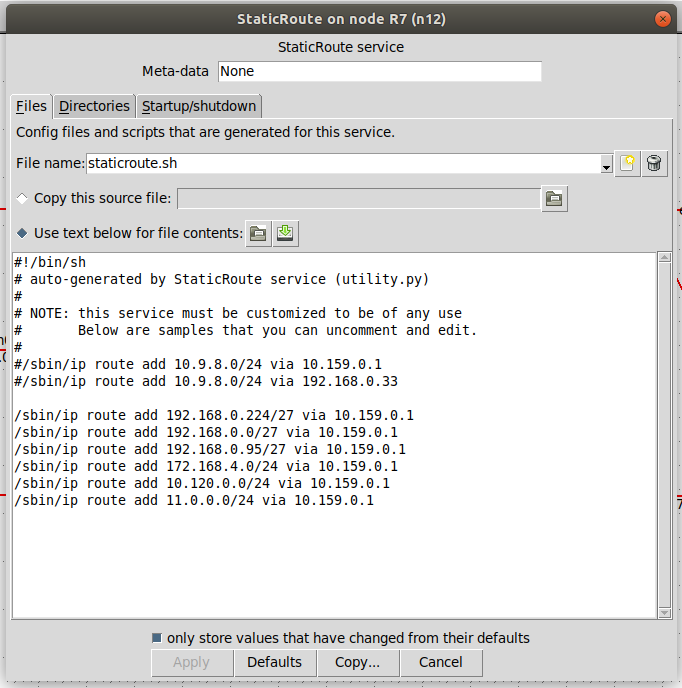 StaticRoute on node R7 (n12)
StaticRoute service
Meta-data None
Files Directories Startup/shutdown
Config files and scripts that are generated for this service.
File name: staticroute.sh
Copy this source file:
Use text below for file contents:
#!/bin/sh
# auto-generated by StaticRoute service (utility.py)
#
# NOTE: this service must be customized to be of any use
#       Below are samples that you can uncomment and edit.
#
#/sbin/ip route add 10.9.8.0/24 via 10.159.0.1
#/sbin/ip route add 10.9.8.0/24 via 192.168.0.33
/sbin/ip route add 192.168.0.224/27 via 10.159.0.1
/sbin/ip route add 192.168.0.0/27 via 10.159.0.1
/sbin/ip route add 192.168.0.95/27 via 10.159.0.1
/sbin/ip route add 172.168.4.0/24 via 10.159.0.1
/sbin/ip route add 10.120.0.0/24 via 10.159.0.1
/sbin/ip route add 11.0.0.0/24 via 10.159.0.1
only store values that have changed from their defaults
Apply Defaults Copy... Cancel